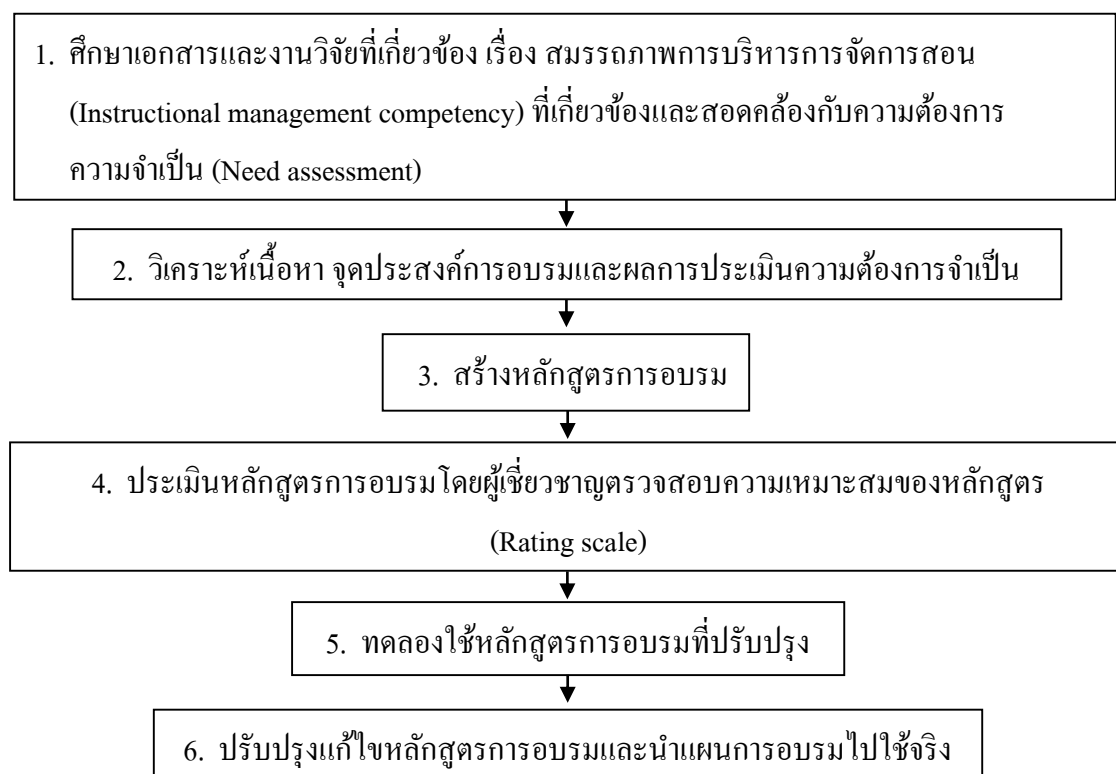 1. ศึกษาเอกสารและงานวิจัยที่เกี่ยวข้อง เรื่อง สมรรถภาพการบริหารการจัดการสอน
(Instructional management competency) ที่เกี่ยวข้องและสอดคล้องกับความต้องการ
ความจำเป็น (Need assessment)
2. วิเคราะห์เนื้อหา จุดประสงค์การอบรมและผลการประเมินความต้องการจำเป็น
3. สร้างหลักสูตรการอบรม
4. ประเมินหลักสูตรการอบรมโดยผู้เชี่ยวชาญตรวจสอบความเหมาะสมของหลักสูตร
(Rating scale)
5. ทดลองใช้หลักสูตรการอบรมที่ปรับปรุง
6. ปรับปรุงแก้ไขหลักสูตรการอบรมและนำแผนการอบรมไปใช้จริง